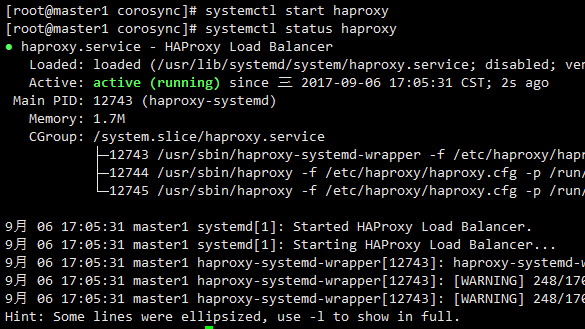 [root@master1 corosync]# systemctl start haproxy
[root@master1 corosync]# systemctl status haproxy
● haproxy.service - HAProxy Load Balancer
Loaded: loaded (/usr/lib/systemd/system/haproxy.service; disabled; ver
Active: active (running) since 三 2017-09-06 17:05:31 CST; 2s ago
Main PID: 12743 (haproxy-systemd)
Memory: 1.7M
CGroup: /system.slice/haproxy.service
├─12743 /usr/sbin/haproxy-systemd-wrapper -f /etc/haproxy/hapr
├─12744 /usr/sbin/haproxy -f /etc/haproxy/haproxy.cfg -p /run/
└─12745 /usr/sbin/haproxy -f /etc/haproxy/haproxy.cfg -p /run/
9月 06 17:05:31 master1 systemd[1]: Started HAProxy Load Balancer.
9月 06 17:05:31 master1 systemd[1]: Starting HAProxy Load Balancer...
9月 06 17:05:31 master1 haproxy-systemd-wrapper[12743]: haproxy-systemd-w
9月 06 17:05:31 master1 haproxy-systemd-wrapper[12743]: [WARNING] 248/170
9月 06 17:05:31 master1 haproxy-systemd-wrapper[12743]: [WARNING] 248/170
Hint: Some lines were ellipsized, use -l to show in full.